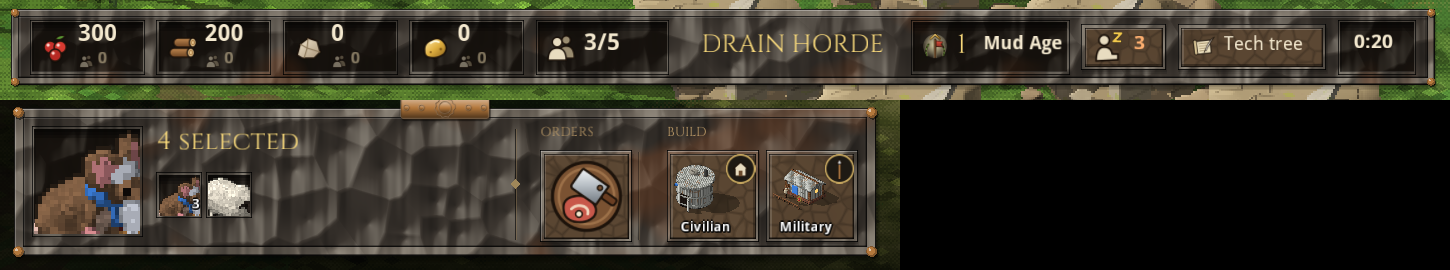 300
0
200
0
0
0
0
0
3/5
DRAIN HORDE
1 Mud Age
Z 3
Tech tree
0:20
4 SELECTED
3
ORDERS
BUILD
Civilian
Military